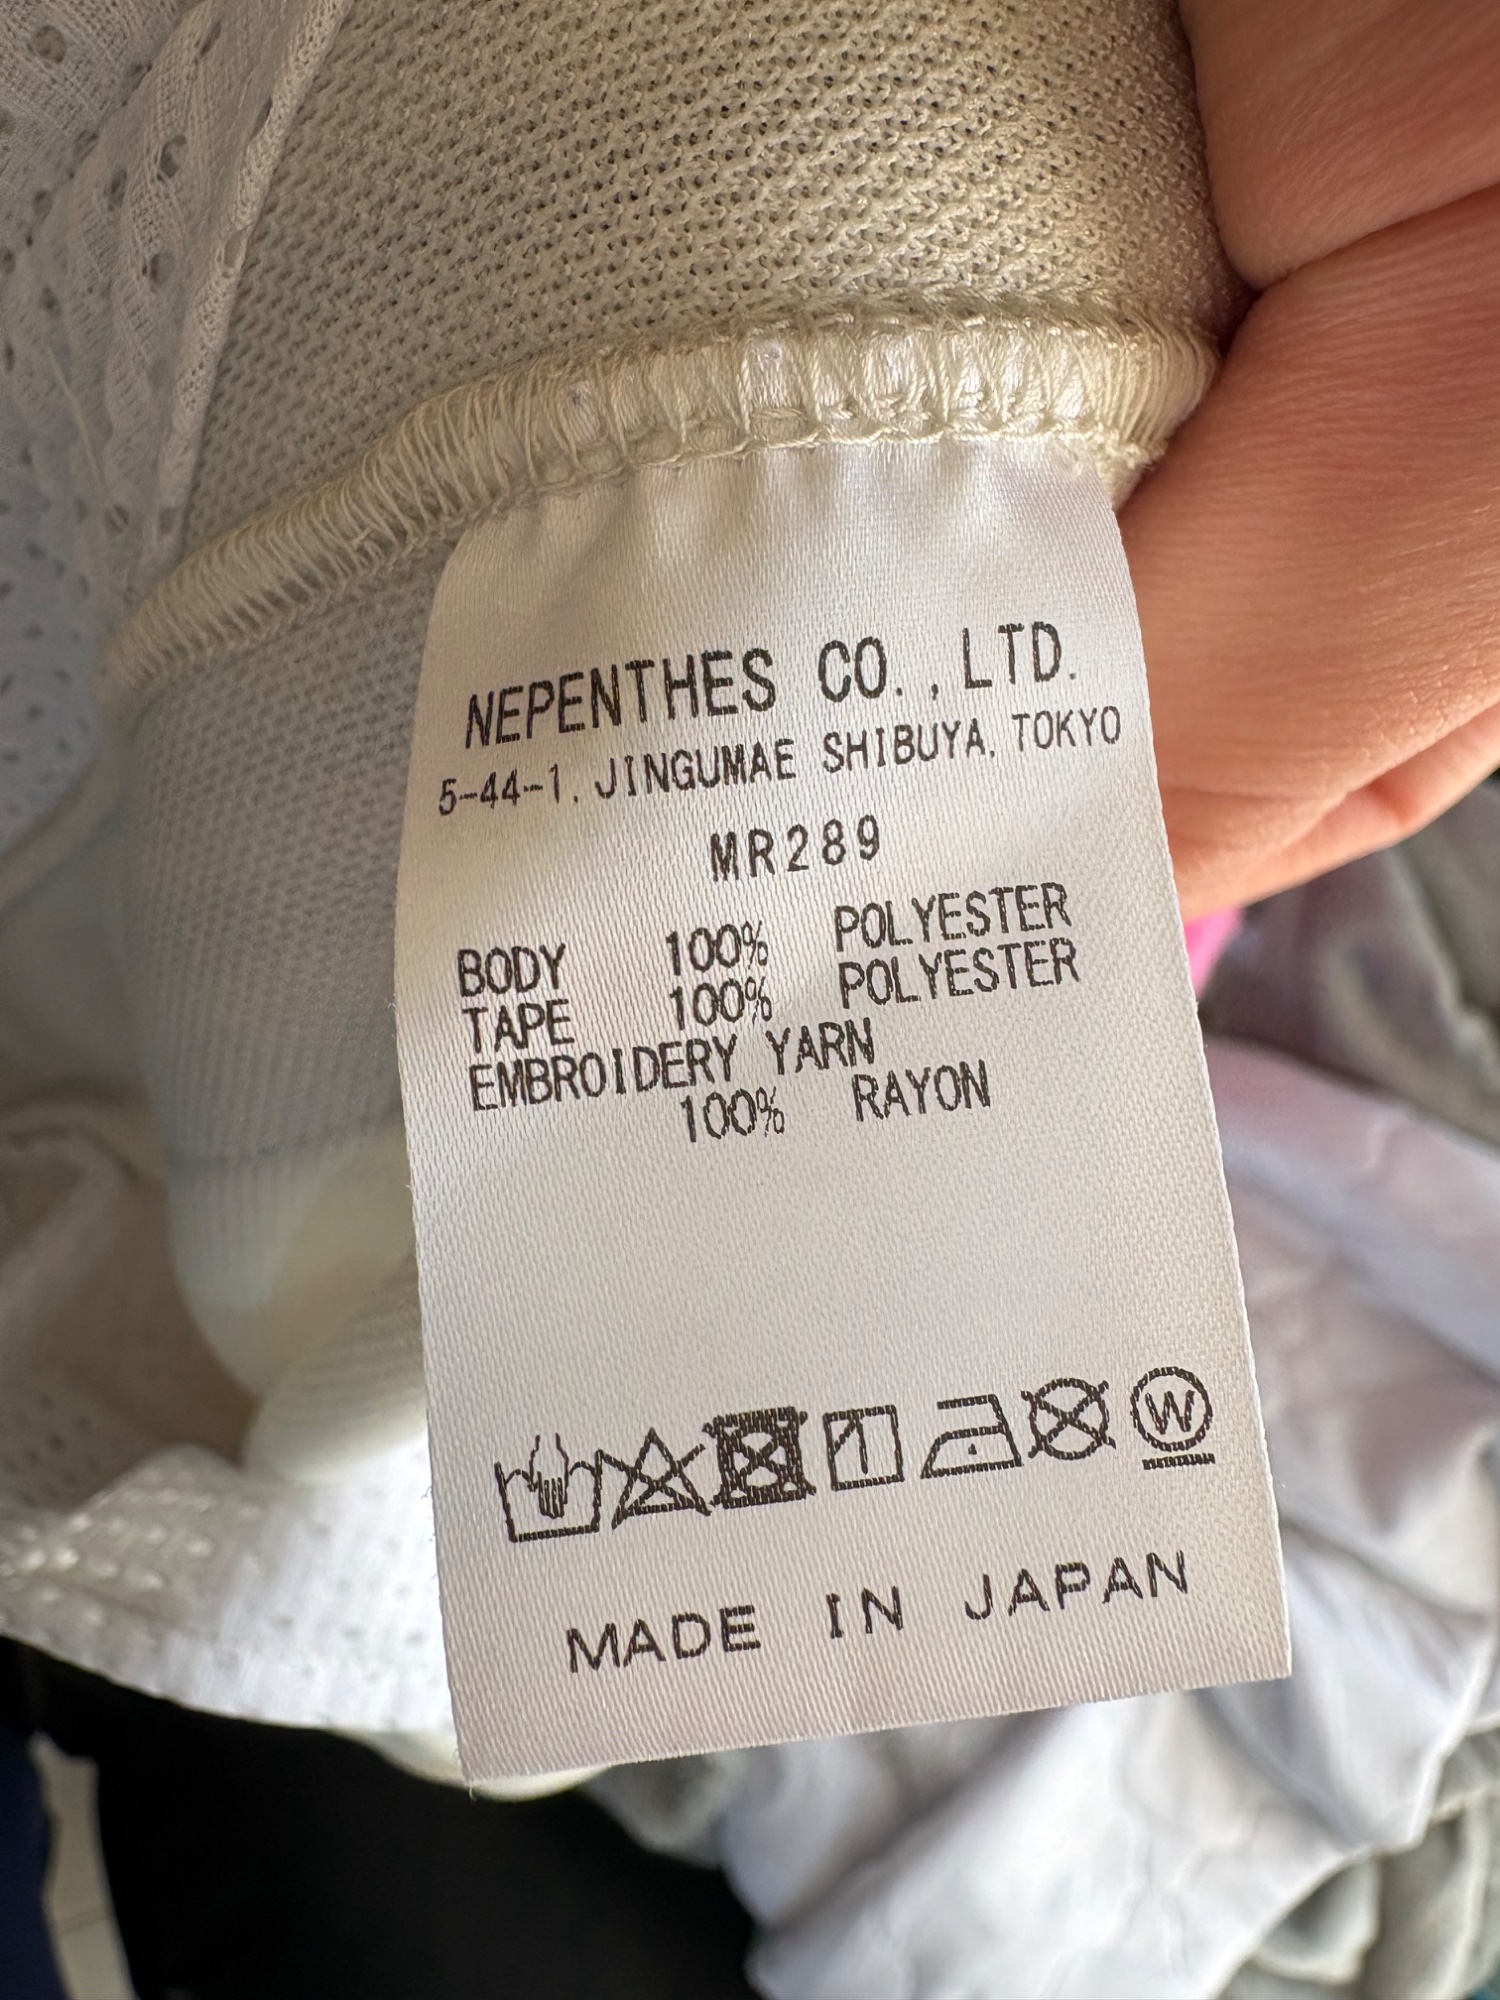 NEPENTHES CO., LTD.
5-44-1, JINGUMAE SHIBUYA, TOKYO
MR289
BODY 100% POLYESTER
TAPE 100% POLYESTER
EMBROIDERY YARN
100% RAYON
W
MADE IN JAPAN